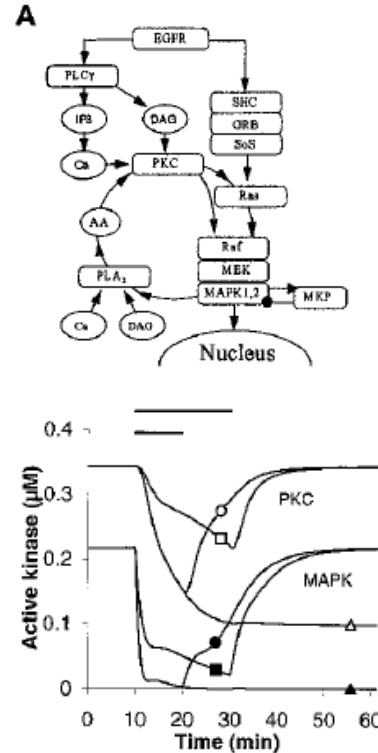 A
EGFR
PLCγ
SHC
GRB
SoS
IP3
DAG
Ca
PKC
Ras
AA
Raf
MEK
MAPK1,2
MKP
PLA2
Ca
DAG
Nucleus
0.4
0.3
0.2
0.1
0
Active kinase (μM)
PKC
MAPK
0 10 20 30 40 50 60
Time (min)